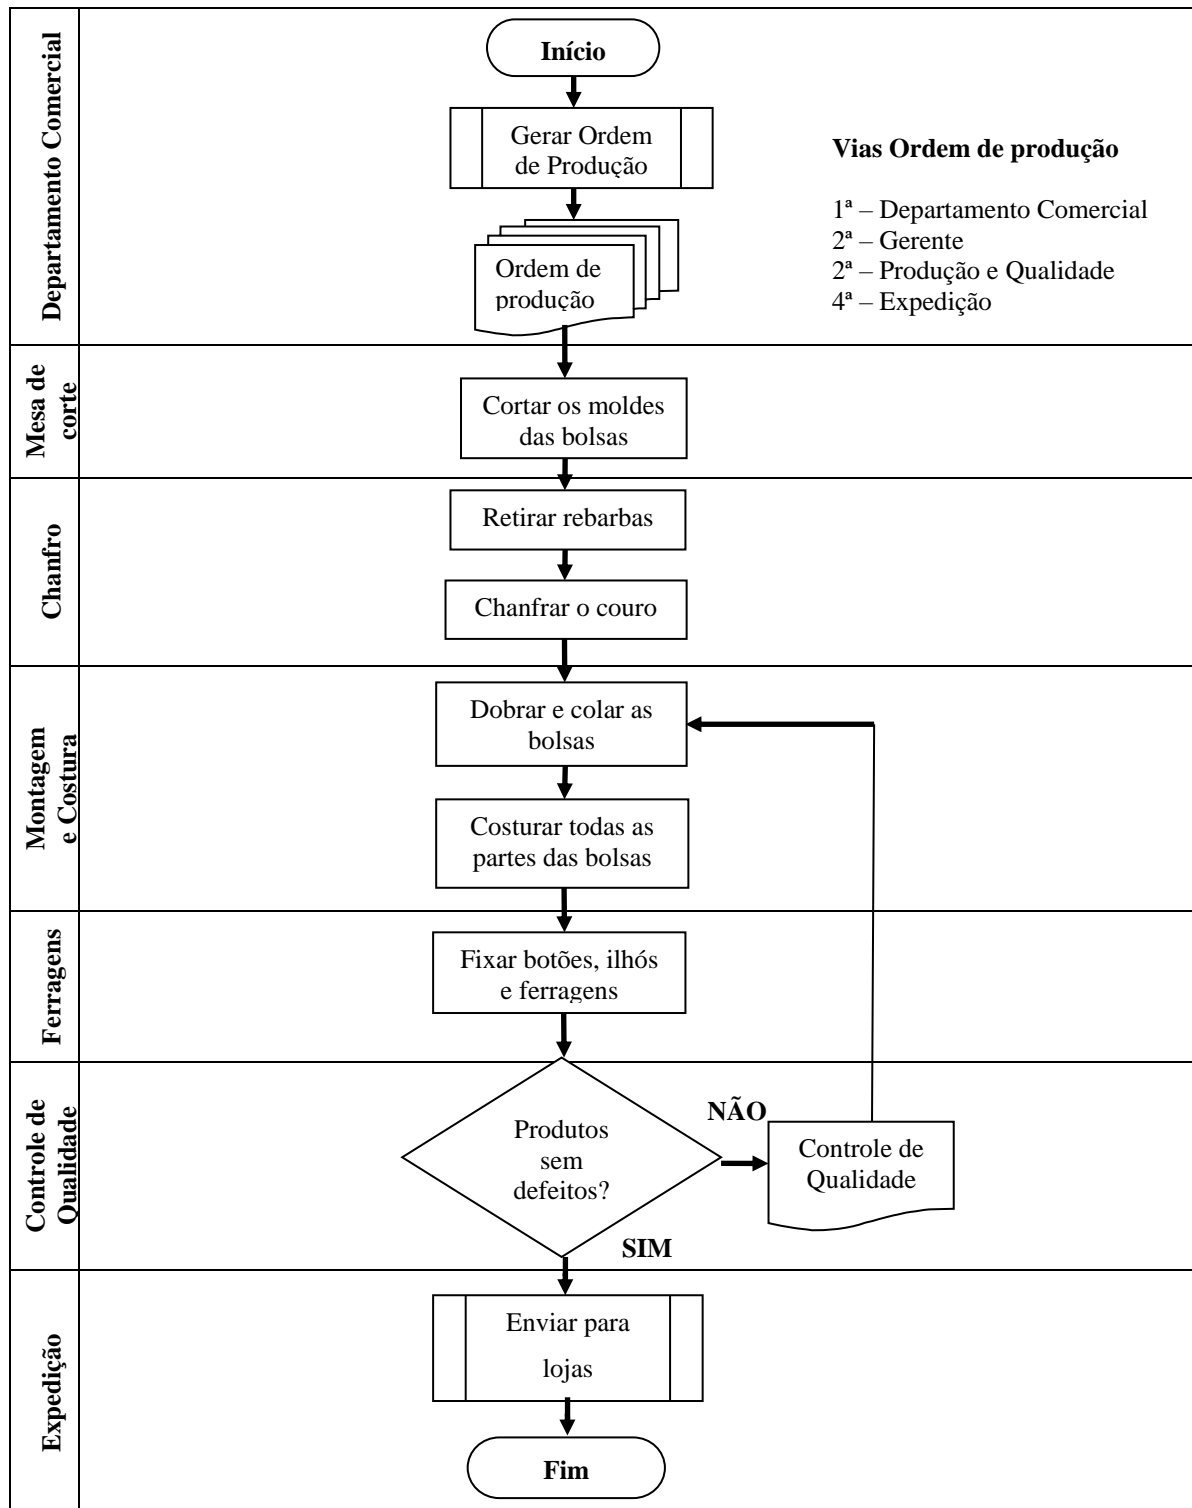 Departamento Comercial
Início
Gerar Ordem
de Produção
Ordem de
produção
Vias Ordem de produção
1ª – Departamento Comercial
2ª – Gerente
2ª – Produção e Qualidade
4ª – Expedição
Mesa de
corte
Cortar os moldes
das bolsas
Chanfro
Retirar rebarbas
Chanfrar o couro
Montagem
e Costura
Dobrar e colar as
bolsas
Costurar todas as
partes das bolsas
Ferragens
Fixar botões, ilhós
e ferragens
Controle de
Qualidade
Produtos
sem
defeitos?
NÃO
Controle de
Qualidade
SIM
Expedição
Enviar para
lojas
Fim